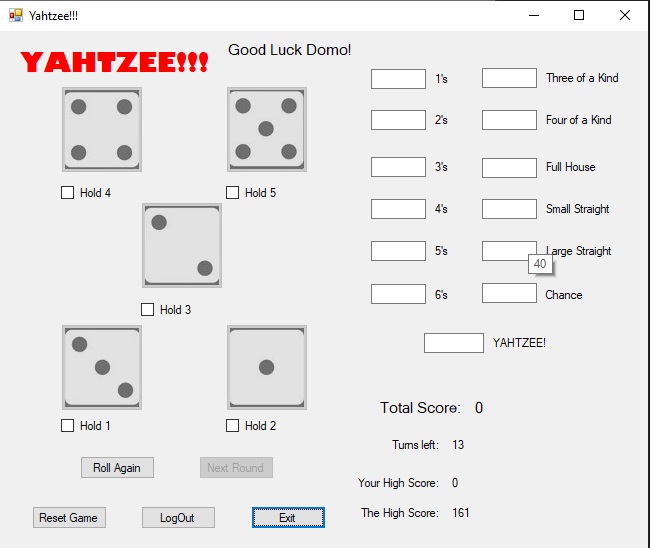 Yahtzee!!!
YAHTZEE!!!
Good Luck Domo!
1's
Three of a Kind
2's
Four of a Kind
Hold 4
Hold 5
3's
Full House
4's
Small Straight
5's
Large Straight
40
Hold 3
6's
Chance
YAHTZEE!
Hold 1
Hold 2
Total Score: 0
Turns left: 13
Roll Again
Next Round
Your High Score: 0
Reset Game
LogOut
Exit
The High Score: 161